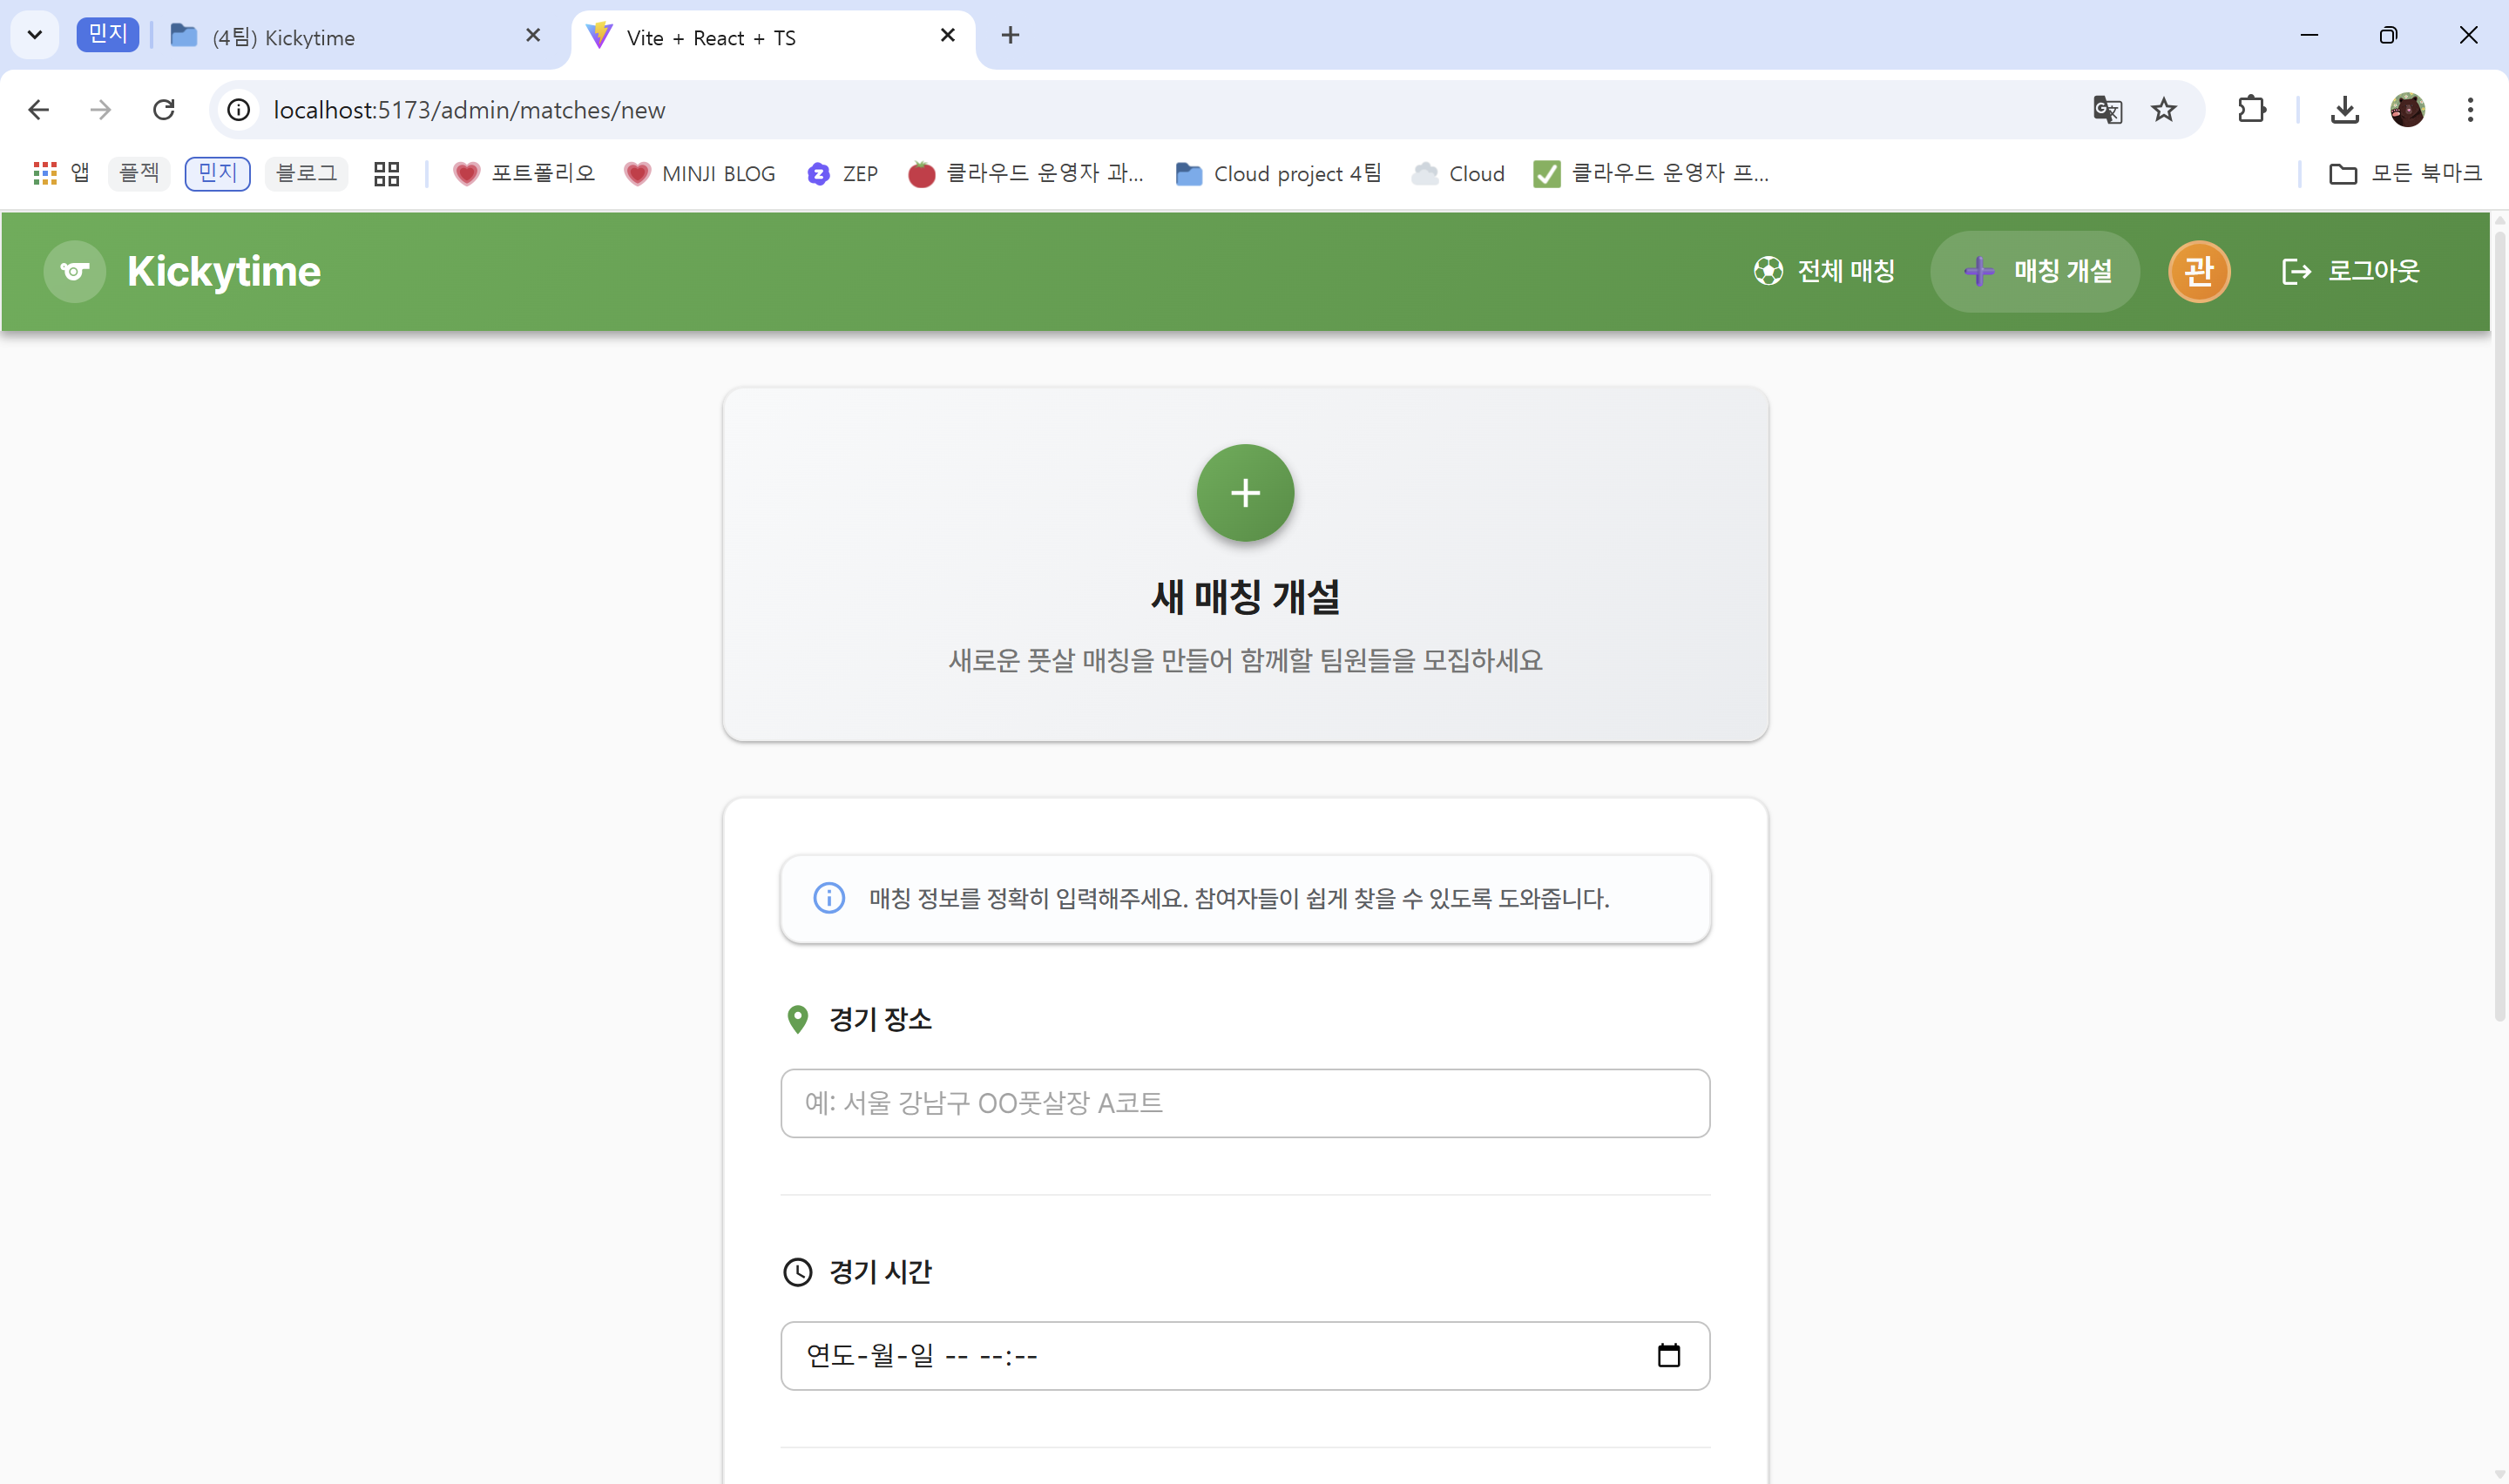 민지
(4팀) Kickytime
Vite + React + TS
localhost:5173/admin/matches/new
앱
플젝
민지
블로그
포트폴리오
MINJI BLOG
ZEP
클라우드 운영자 과...
Cloud project 4팀
Cloud
클라우드 운영자 프...
모든 북마크
Kickytime
전체 매칭
매칭 개설
관
로그아웃
새 매칭 개설
새로운 풋살 매칭을 만들어 함께할 팀원들을 모집하세요
매칭 정보를 정확히 입력해주세요. 참여자들이 쉽게 찾을 수 있도록 도와줍니다.
경기 장소
예: 서울 강남구 OO풋살장 A코트
경기 시간
연도-월-일 -- --:--